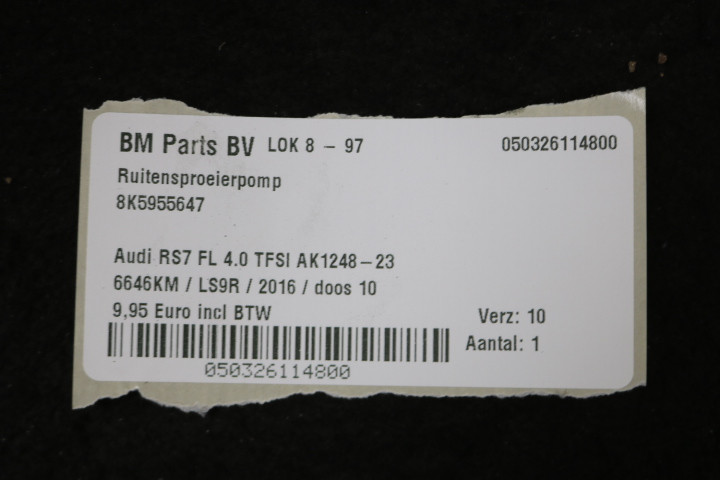 BM Parts BV LOK 8 - 97 050326114800
Ruitensproeierpomp
8K5955647
Audi RS7 FL 4.0 TFSI AK1248-23
6646KM / LS9R / 2016 / doos 10
9,95 Euro incl BTW Verz: 10
Aantal: 1
050326114800